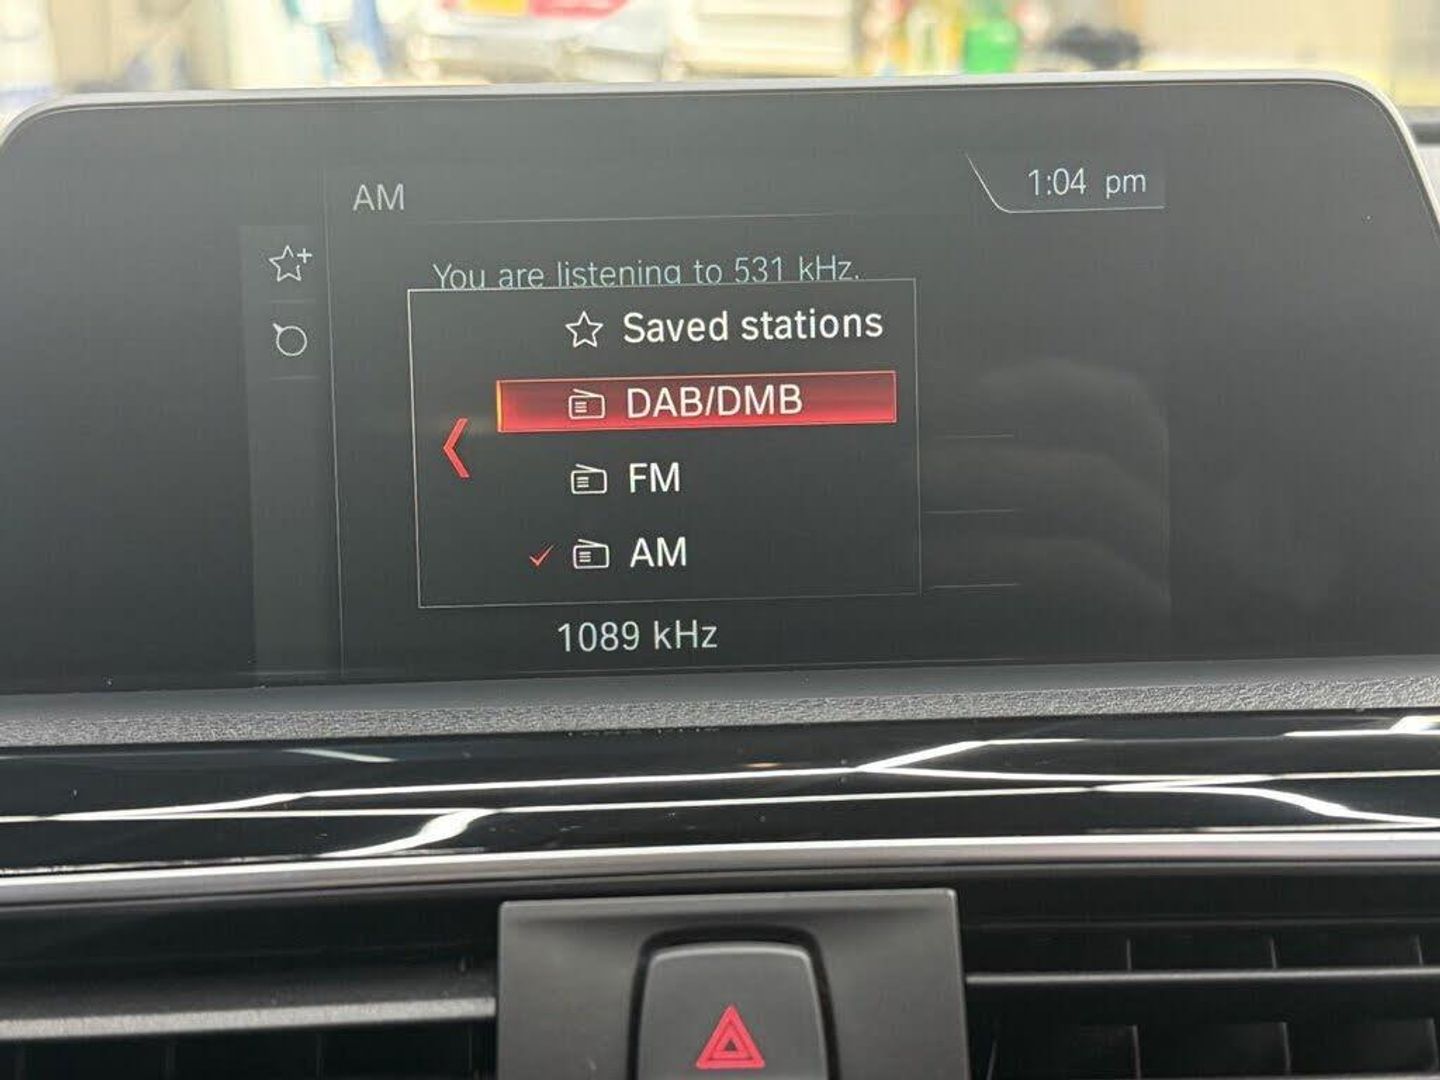 AM
1:04 pm
You are listening to 531 kHz.
Saved stations
DAB/DMB
FM
AM
1089 kHz